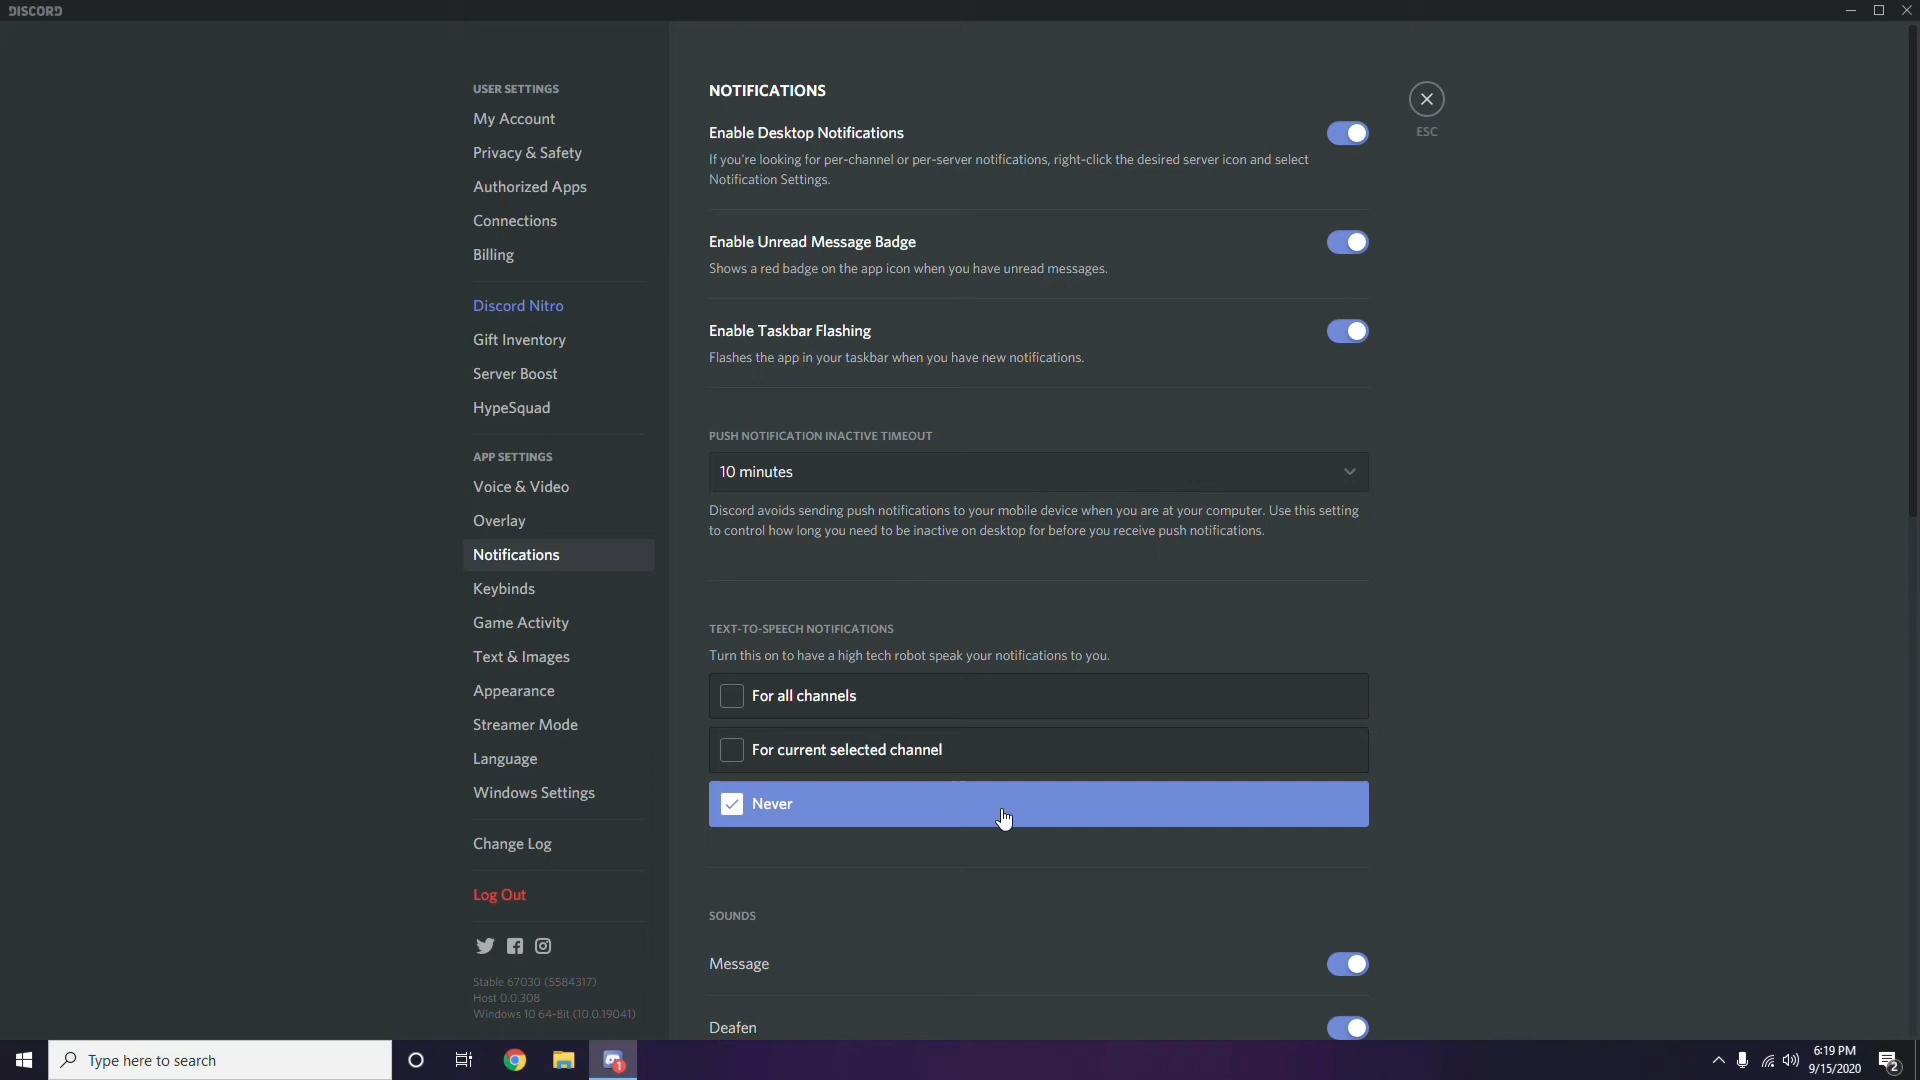 DISCORD
USER SETTINGS
My Account
Privacy & Safety
Authorized Apps
Connections
Billing
Discord Nitro
Gift Inventory
Server Boost
HypeSquad
APP SETTINGS
Voice & Video
Overlay
Notifications
Keybinds
Game Activity
Text & Images
Appearance
Streamer Mode
Language
Windows Settings
Change Log
Log Out
Stable 67030 (5584317)
Host 0.0.308
Windows 10 64-Bit (10.0.19041)
NOTIFICATIONS
Enable Desktop Notifications
If you're looking for per-channel or per-server notifications, right-click the desired server icon and select
Notification Settings.
Enable Unread Message Badge
Shows a red badge on the app icon when you have unread messages.
Enable Taskbar Flashing
Flashes the app in your taskbar when you have new notifications.
PUSH NOTIFICATION INACTIVE TIMEOUT
10 minutes
Discord avoids sending push notifications to your mobile device when you are at your computer. Use this setting
to control how long you need to be inactive on desktop for before you receive push notifications.
TEXT-TO-SPEECH NOTIFICATIONS
Turn this on to have a high tech robot speak your notifications to you.
For all channels
For current selected channel
Never
SOUNDS
Message
Deafen
ESC
Type here to search
1
6:19 PM
9/15/2020
2